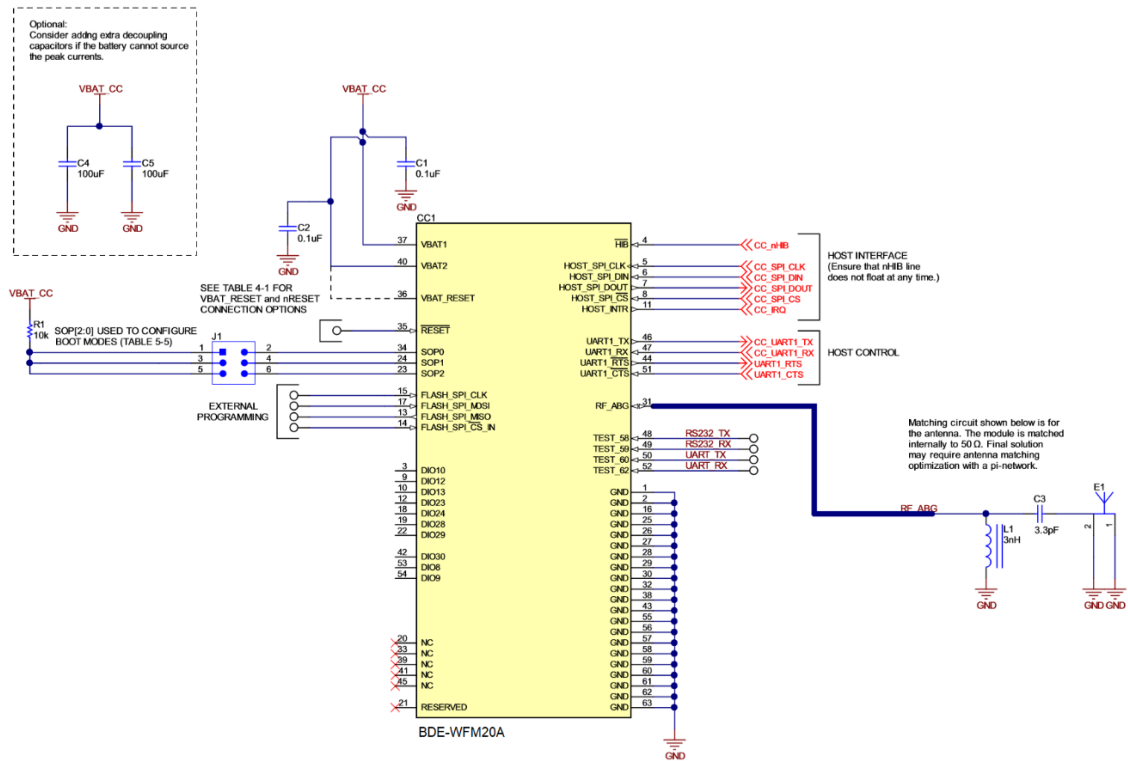 Optional:
Consider addng extra decoupling
capacitors if the battery cannot source
the peak currents.
VBAT_CC
C4
100uF
C5
100uF
GND
GND
VBAT_CC
C1
0.1uF
GND
C2
0.1uF
GND
CC1
37 VBAT1
40 VBAT2
36 VBAT_RESET
SEE TABLE 4-1 FOR
VBAT_RESET and nRESET
CONNECTION OPTIONS
35 RESET
VBAT_CC
R1
10k
SOP[2:0] USED TO CONFIGURE
BOOT MODES (TABLE 5-5)
J1
1 2
3 4
5 6
34 SOP0
24 SOP1
23 SOP2
EXTERNAL
PROGRAMMING
15 FLASH_SPI_CLK
17 FLASH_SPI_MOSI
13 FLASH_SPI_MISO
14 FLASH_SPI_CS_IN
3 DIO10
9 DIO12
10 DIO13
12 DIO23
18 DIO24
19 DIO28
22 DIO29
42 DIO30
53 DIO8
54 DIO9
20 NC
33 NC
39 NC
41 NC
45 NC
21 RESERVED
BDE-WFM20A
HIB 4 CC_nHIB
HOST_SPI_CLK 5 CC_SPI_CLK
HOST_SPI_DIN 6 CC_SPI_DIN
HOST_SPI_DOUT 7 CC_SPI_DOUT
HOST_SPI_CS 8 CC_SPI_CS
HOST_INTR 11 CC_IRQ
HOST INTERFACE
(Ensure that nHIB line
does not float at any time.)
UART1_TX 46 CC_UART1_TX
UART1_RX 47 CC_UART1_RX
UART1_RTS 44 UART1_RTS
UART1_CTS 51 UART1_CTS
HOST CONTROL
RF_ABG 31
TEST_58 48 RS232_TX
TEST_59 49 RS232_RX
TEST_60 50 UART_TX
TEST_62 52 UART_RX
GND 1
GND 2
GND 16
GND 25
GND 26
GND 27
GND 28
GND 29
GND 30
GND 32
GND 38
GND 43
GND 55
GND 56
GND 57
GND 58
GND 59
GND 60
GND 61
GND 62
GND 63
GND
Matching circuit shown below is for
the antenna. The module is matched
internally to 50 Ω. Final solution
may require antenna matching
optimization with a pi-network.
RF_ABG
L1
3nH
GND
C3
3.3pF
E1
2 1
GND GND